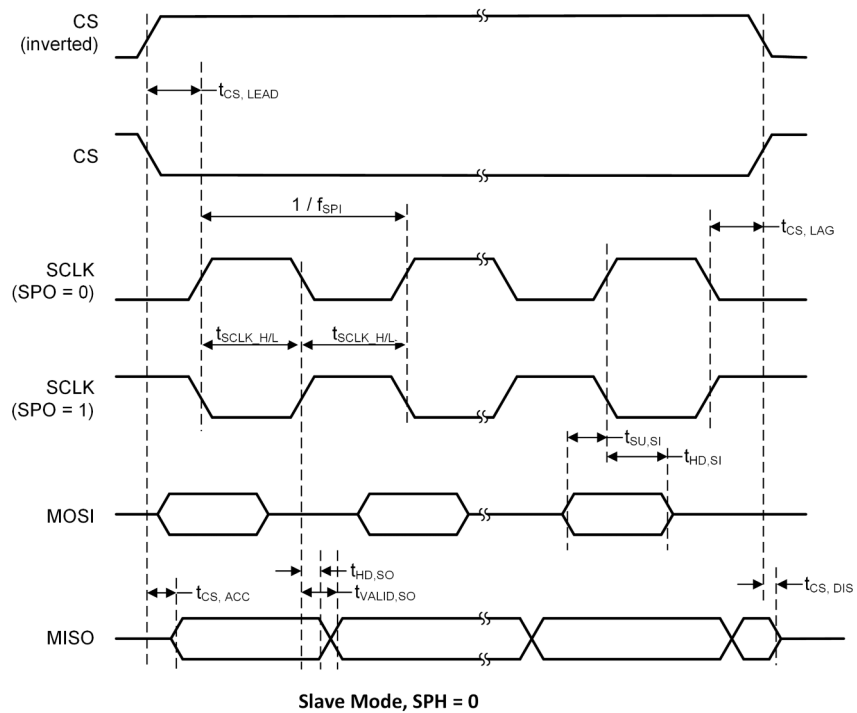 CS
(inverted)
tCS, LEAD
CS
1 / fSPI
tCS, LAG
SCLK
(SPO = 0)
tSCLK_H/L
tSCLK_H/L
SCLK
(SPO = 1)
tSU,SI
tHD,SI
MOSI
tHD,SO
tVALID,SO
tCS, ACC
tCS, DIS
MISO
Slave Mode, SPH = 0